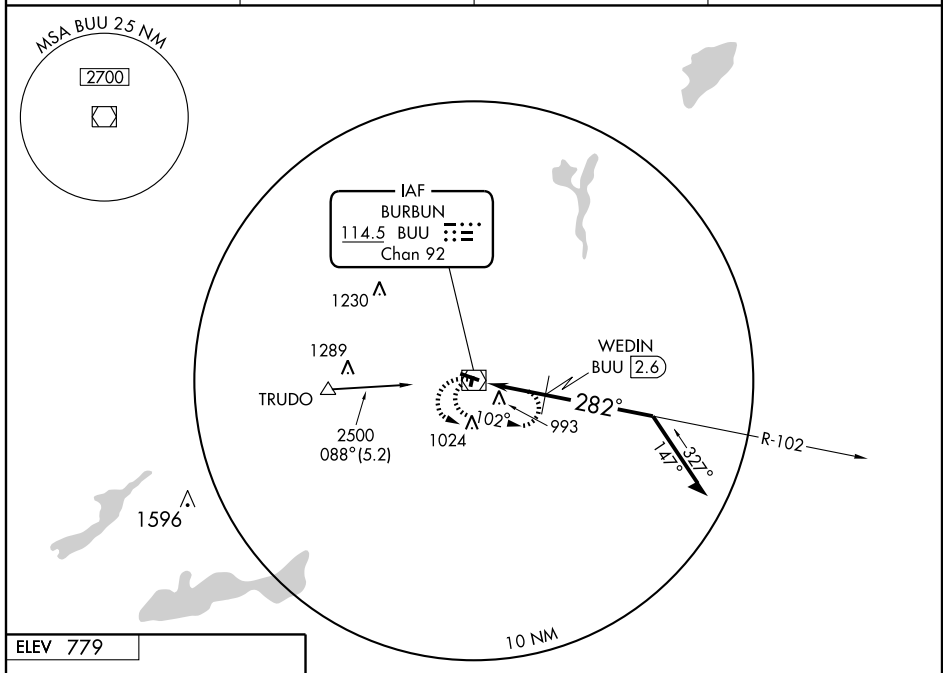 MSA BUU 25 NM
2700
IAF
BURBUN
114.5 BUU
Chan 92
1230
1289
TRUDO
2500
088° (5.2)
WEDIN
BUU 2.6
282°
102°
993
1024
R-102
327°
147°
1596
10 NM
ELEV 779